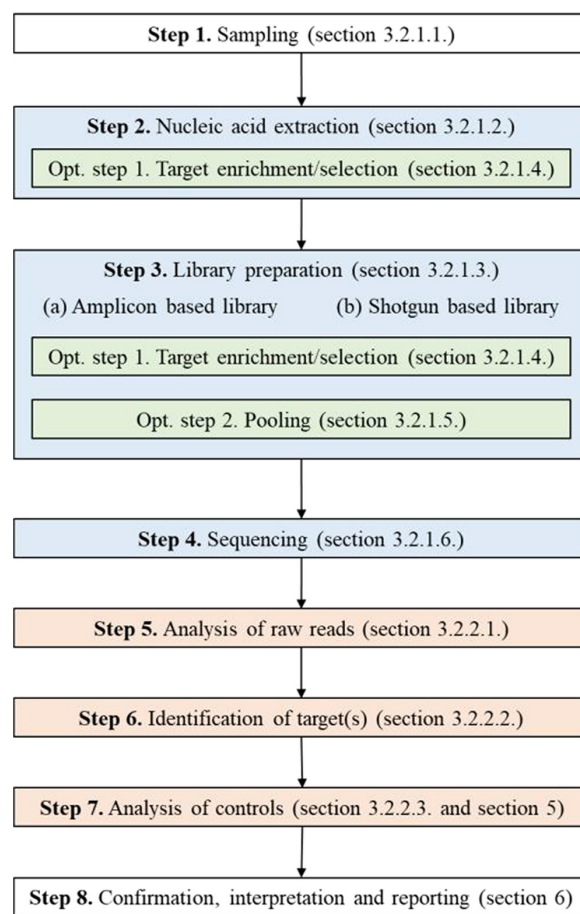 Step 1. Sampling (section 3.2.1.1.)
Step 2. Nucleic acid extraction (section 3.2.1.2.)
Opt. step 1. Target enrichment/selection (section 3.2.1.4.)
Step 3. Library preparation (section 3.2.1.3.)
(a) Amplicon based library (b) Shotgun based library
Opt. step 1. Target enrichment/selection (section 3.2.1.4.)
Opt. step 2. Pooling (section 3.2.1.5.)
Step 4. Sequencing (section 3.2.1.6.)
Step 5. Analysis of raw reads (section 3.2.2.1.)
Step 6. Identification of target(s) (section 3.2.2.2.)
Step 7. Analysis of controls (section 3.2.2.3. and section 5)
Step 8. Confirmation, interpretation and reporting (section 6)